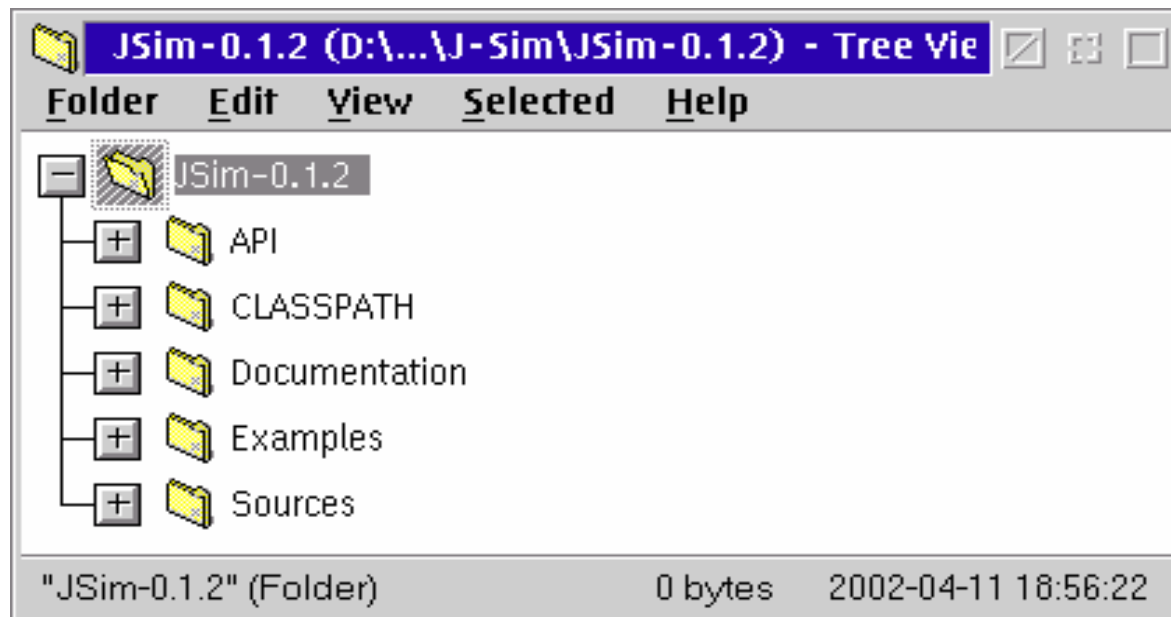 JSim-0.1.2 (D:\...\J-Sim\JSim-0.1.2) - Tree Vie
Folder Edit View Selected Help
JSim-0.1.2
API
CLASSPATH
Documentation
Examples
Sources
"JSim-0.1.2" (Folder) 0 bytes 2002-04-11 18:56:22